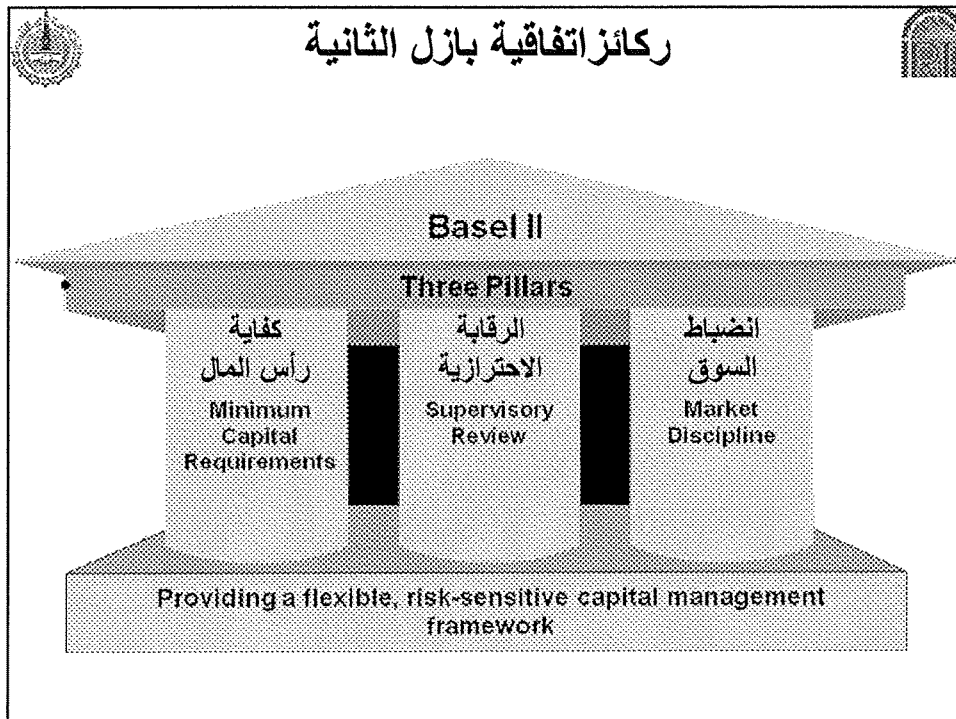 ركائزاتفاقية بازل الثانية
Basel II
Three Pillars
كفاية
رأس المال
Minimum
Capital
Requirements
الرقابة
الاحترازية
Supervisory
Review
انضباط
السوق
Market
Discipline
Providing a flexible, risk-sensitive capital management
framework